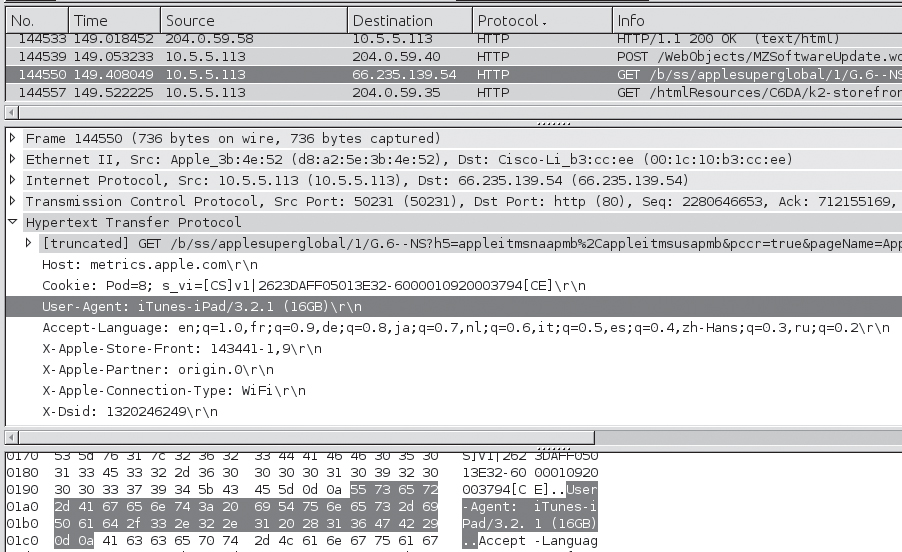 No. Time Source Destination Protocol Info
144533 149.018452 204.0.59.58 10.5.5.113 HTTP HTTP/1.1 200 OK (text/html)
144539 149.053233 10.5.5.113 204.0.59.40 HTTP POST /WebObjects/MZSoftwareUpdate.wo
144550 149.408049 10.5.5.113 66.235.139.54 HTTP GET /b/ss/applesuperglobal/1/G.6--NS
144557 149.522225 10.5.5.113 204.0.59.35 HTTP GET /htmlResources/C6DA/k2-storefron
Frame 144550 (736 bytes on wire, 736 bytes captured)
Ethernet II, Src: Apple_3b:4e:52 (d8:a2:5e:3b:4e:52), Dst: Cisco-Li_b3:cc:ee (00:1c:10:b3:cc:ee)
Internet Protocol, Src: 10.5.5.113 (10.5.5.113), Dst: 66.235.139.54 (66.235.139.54)
Transmission Control Protocol, Src Port: 50231 (50231), Dst Port: http (80), Seq: 2280646653, Ack: 712155169,
Hypertext Transfer Protocol
[truncated] GET /b/ss/applesuperglobal/1/G.6--NS?h5=appleitmsnaapmb%2Cappleitmsusapmb&pccr=true&pageName=App
Host: metrics.apple.com\r\n
Cookie: Pod=8; s_vi=[CS]v1|2623DAFF05013E32-6000010920003794[CE]\r\n
User-Agent: iTunes-iPad/3.2.1 (16GB)\r\n
Accept-Language: en;q=1.0,fr;q=0.9,de;q=0.8,ja;q=0.7,nl;q=0.6,it;q=0.5,es;q=0.4,zh-Hans;q=0.3,ru;q=0.2\r\n
X-Apple-Store-Front: 143441-1,9\r\n
X-Apple-Partner: origin.0\r\n
X-Apple-Connection-Type: WiFi\r\n
X-Dsid: 1320246249\r\n
0170 53 5d 76 31 7c 32 36 32 33 44 41 46 46 30 35 30 S]v1|262 3DAFF050
0180 31 33 45 33 32 2d 36 30 30 30 30 31 30 39 32 30 13E32-60 00010920
0190 30 30 33 37 39 34 5b 43 45 5d 0d 0a 55 73 65 72 003794[C E]..User
01a0 2d 41 67 65 6e 74 3a 20 69 54 75 6e 65 73 2d 69 -Agent: iTunes-i
01b0 50 61 64 2f 33 2e 32 2e 31 20 28 31 36 47 42 29 Pad/3.2. 1 (16GB)
01c0 0d 0a 41 63 63 65 70 74 2d 4c 61 6e 67 75 61 67 ..Accept -Languag